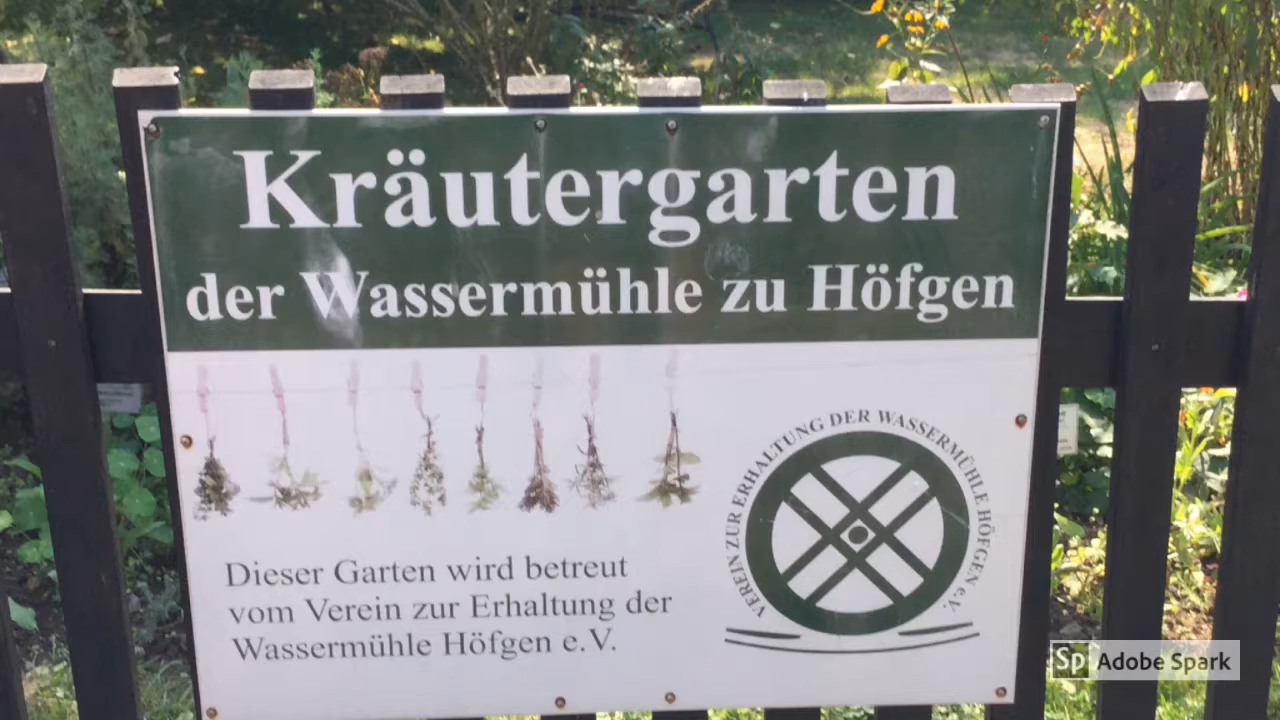 Kräutergarten
der Wassermühle zu Höfgen
VEREIN ZUR ERHALTUNG DER WASSERMÜHLE HÖFGEN e.V.
Dieser Garten wird betreut
vom Verein zur Erhaltung der
Wassermühle Höfgen e.V.
Sp Adobe Spark